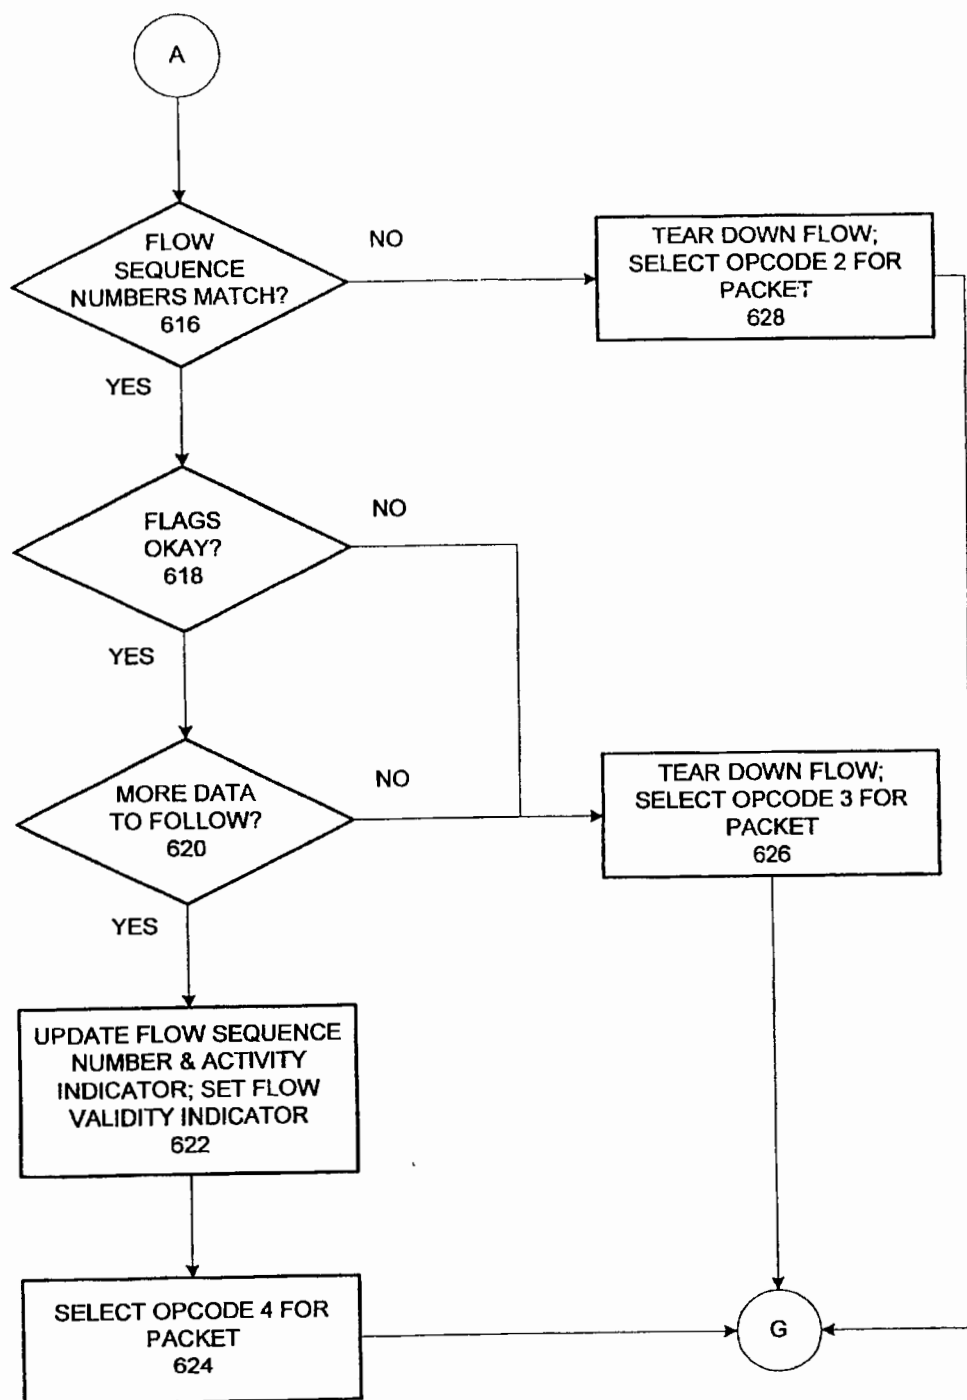 A
FLOW
SEQUENCE
NUMBERS MATCH?
616
NO
TEAR DOWN FLOW;
SELECT OPCODE 2 FOR
PACKET
628
YES
FLAGS
OKAY?
618
NO
YES
MORE DATA
TO FOLLOW?
620
NO
TEAR DOWN FLOW;
SELECT OPCODE 3 FOR
PACKET
626
YES
UPDATE FLOW SEQUENCE
NUMBER & ACTIVITY
INDICATOR; SET FLOW
VALIDITY INDICATOR
622
SELECT OPCODE 4 FOR
PACKET
624
G